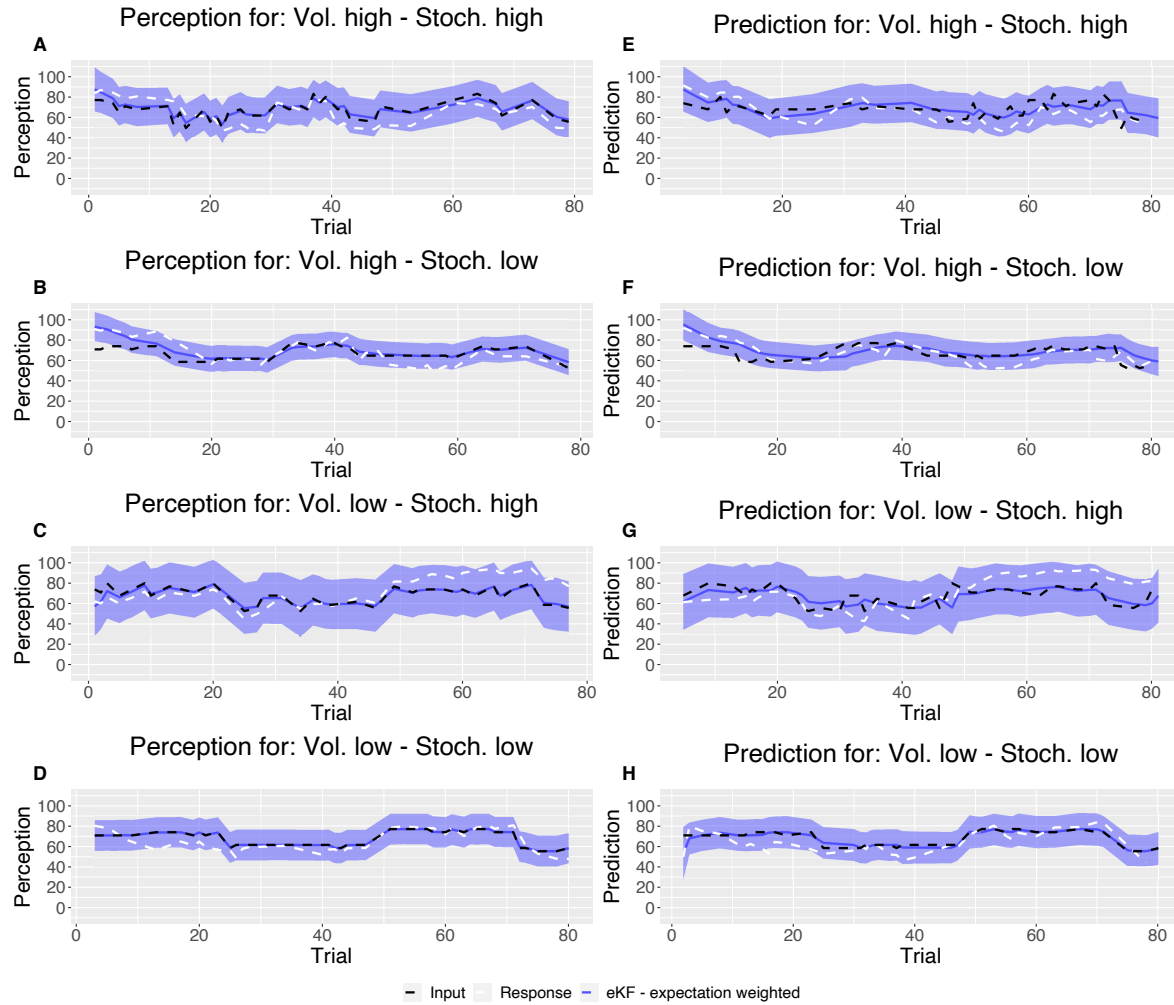 Perception for: Vol. high - Stoch. high
A
Perception
100
80
60
40
20
0
0 20 40 60 80
Trial
Prediction for: Vol. high - Stoch. high
E
Prediction
100
80
60
40
20
0
0 20 40 60 80
Trial
Perception for: Vol. high - Stoch. low
B
Perception
100
80
60
40
20
0
0 20 40 60 80
Trial
Prediction for: Vol. high - Stoch. low
F
Prediction
100
80
60
40
20
0
0 20 40 60 80
Trial
Perception for: Vol. low - Stoch. high
C
Perception
100
80
60
40
20
0
0 20 40 60 80
Trial
Prediction for: Vol. low - Stoch. high
G
Prediction
100
80
60
40
20
0
0 20 40 60 80
Trial
Perception for: Vol. low - Stoch. low
D
Perception
100
80
60
40
20
0
0 20 40 60 80
Trial
Prediction for: Vol. low - Stoch. low
H
Prediction
100
80
60
40
20
0
0 20 40 60 80
Trial
Input Response eKF - expectation weighted